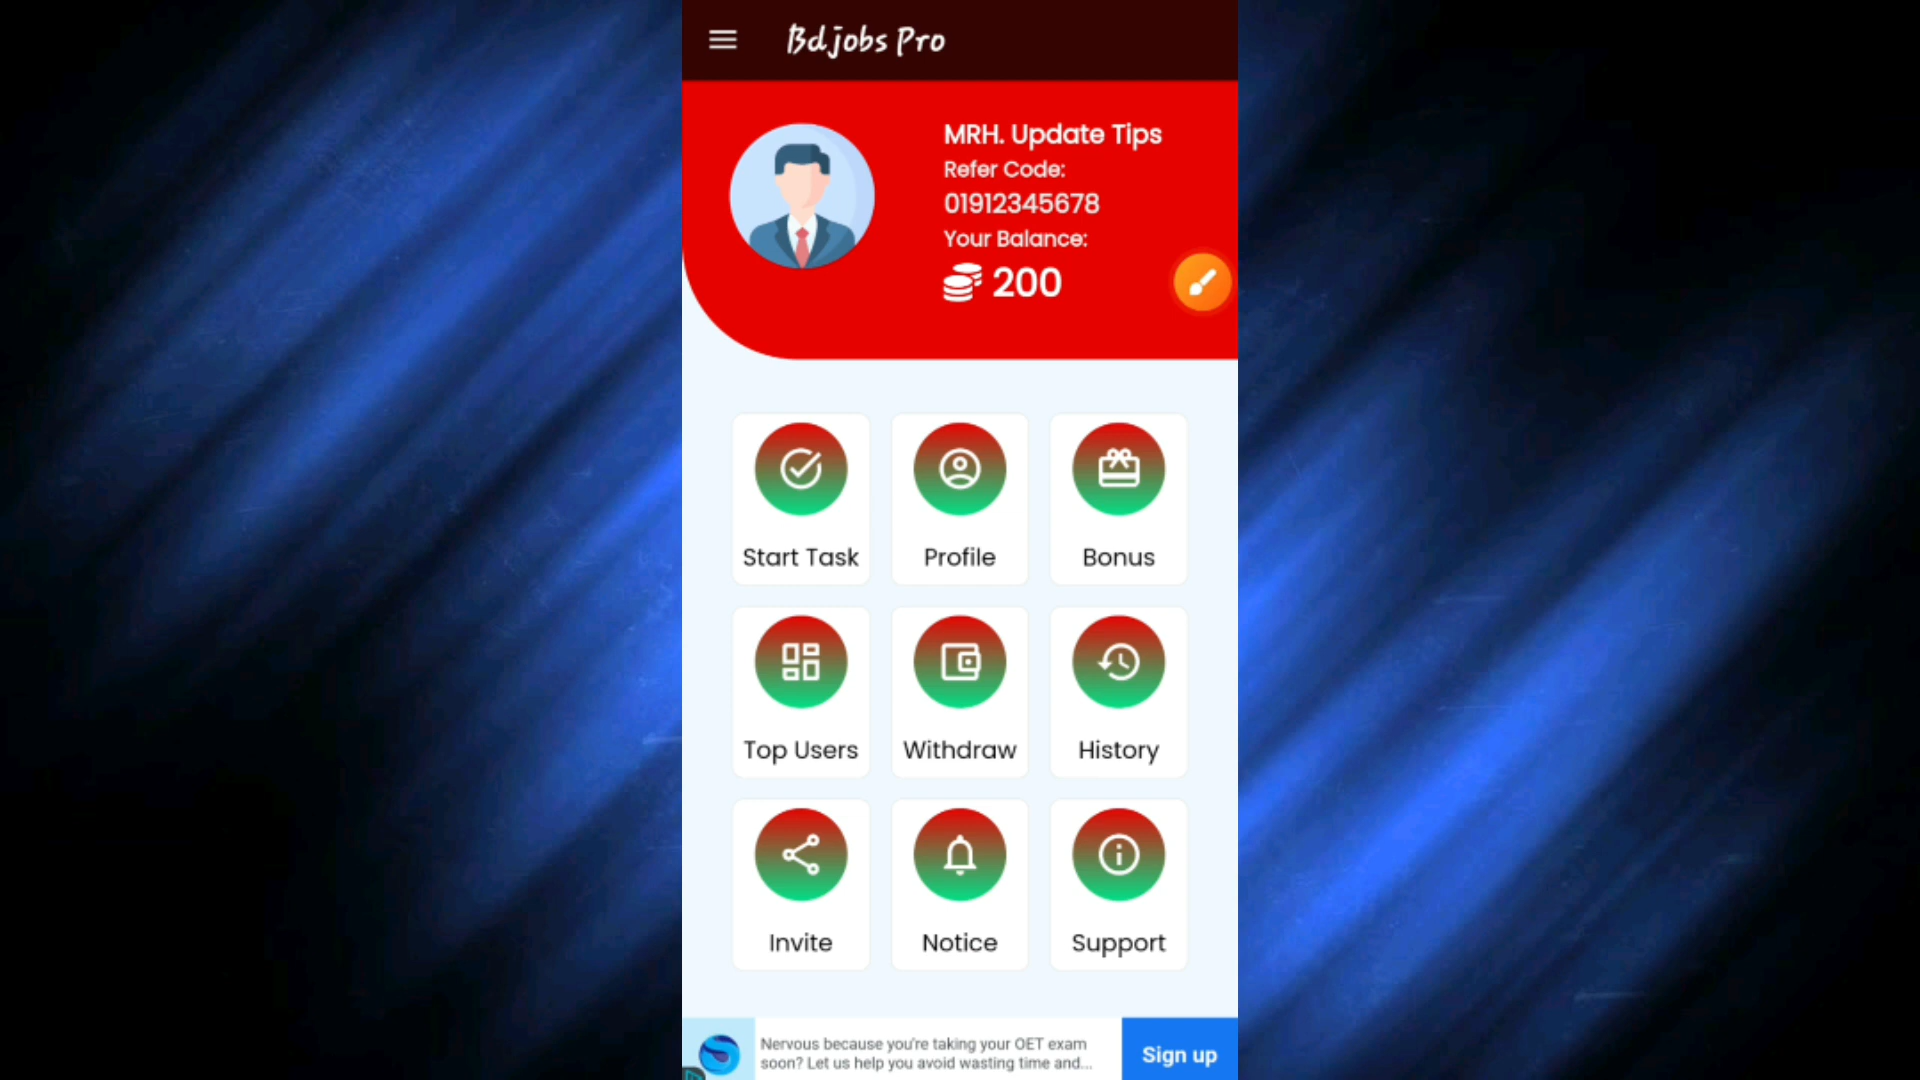 Bdjobs Pro
MRH. Update Tips
Refer Code:
01912345678
Your Balance:
200
Start Task
Profile
Bonus
Top Users
Withdraw
History
Invite
Notice
Support
Nervous because you're taking your OET exam
soon? Let us help you avoid wasting time and...
Sign up